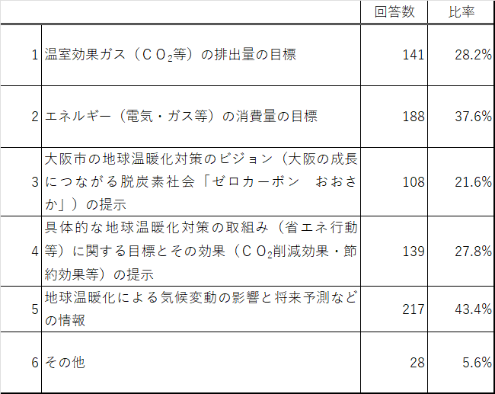 回答数 比率
1 温室効果ガス（ＣＯ₂等）の排出量の目標 141 28.2%
2 エネルギー（電気・ガス等）の消費量の目標 188 37.6%
大阪市の地球温暖化対策のビジョン（大阪の成長
3 につながる脱炭素社会「ゼロカーボン　おおさ 108 21.6%
か」）の提示
具体的な地球温暖化対策の取組み（省エネ行動
4 等）に関する目標とその効果（ＣＯ₂削減効果・節 139 27.8%
約効果等）の提示
5 地球温暖化による気候変動の影響と将来予測など 217 43.4%
の情報
6 その他 28 5.6%